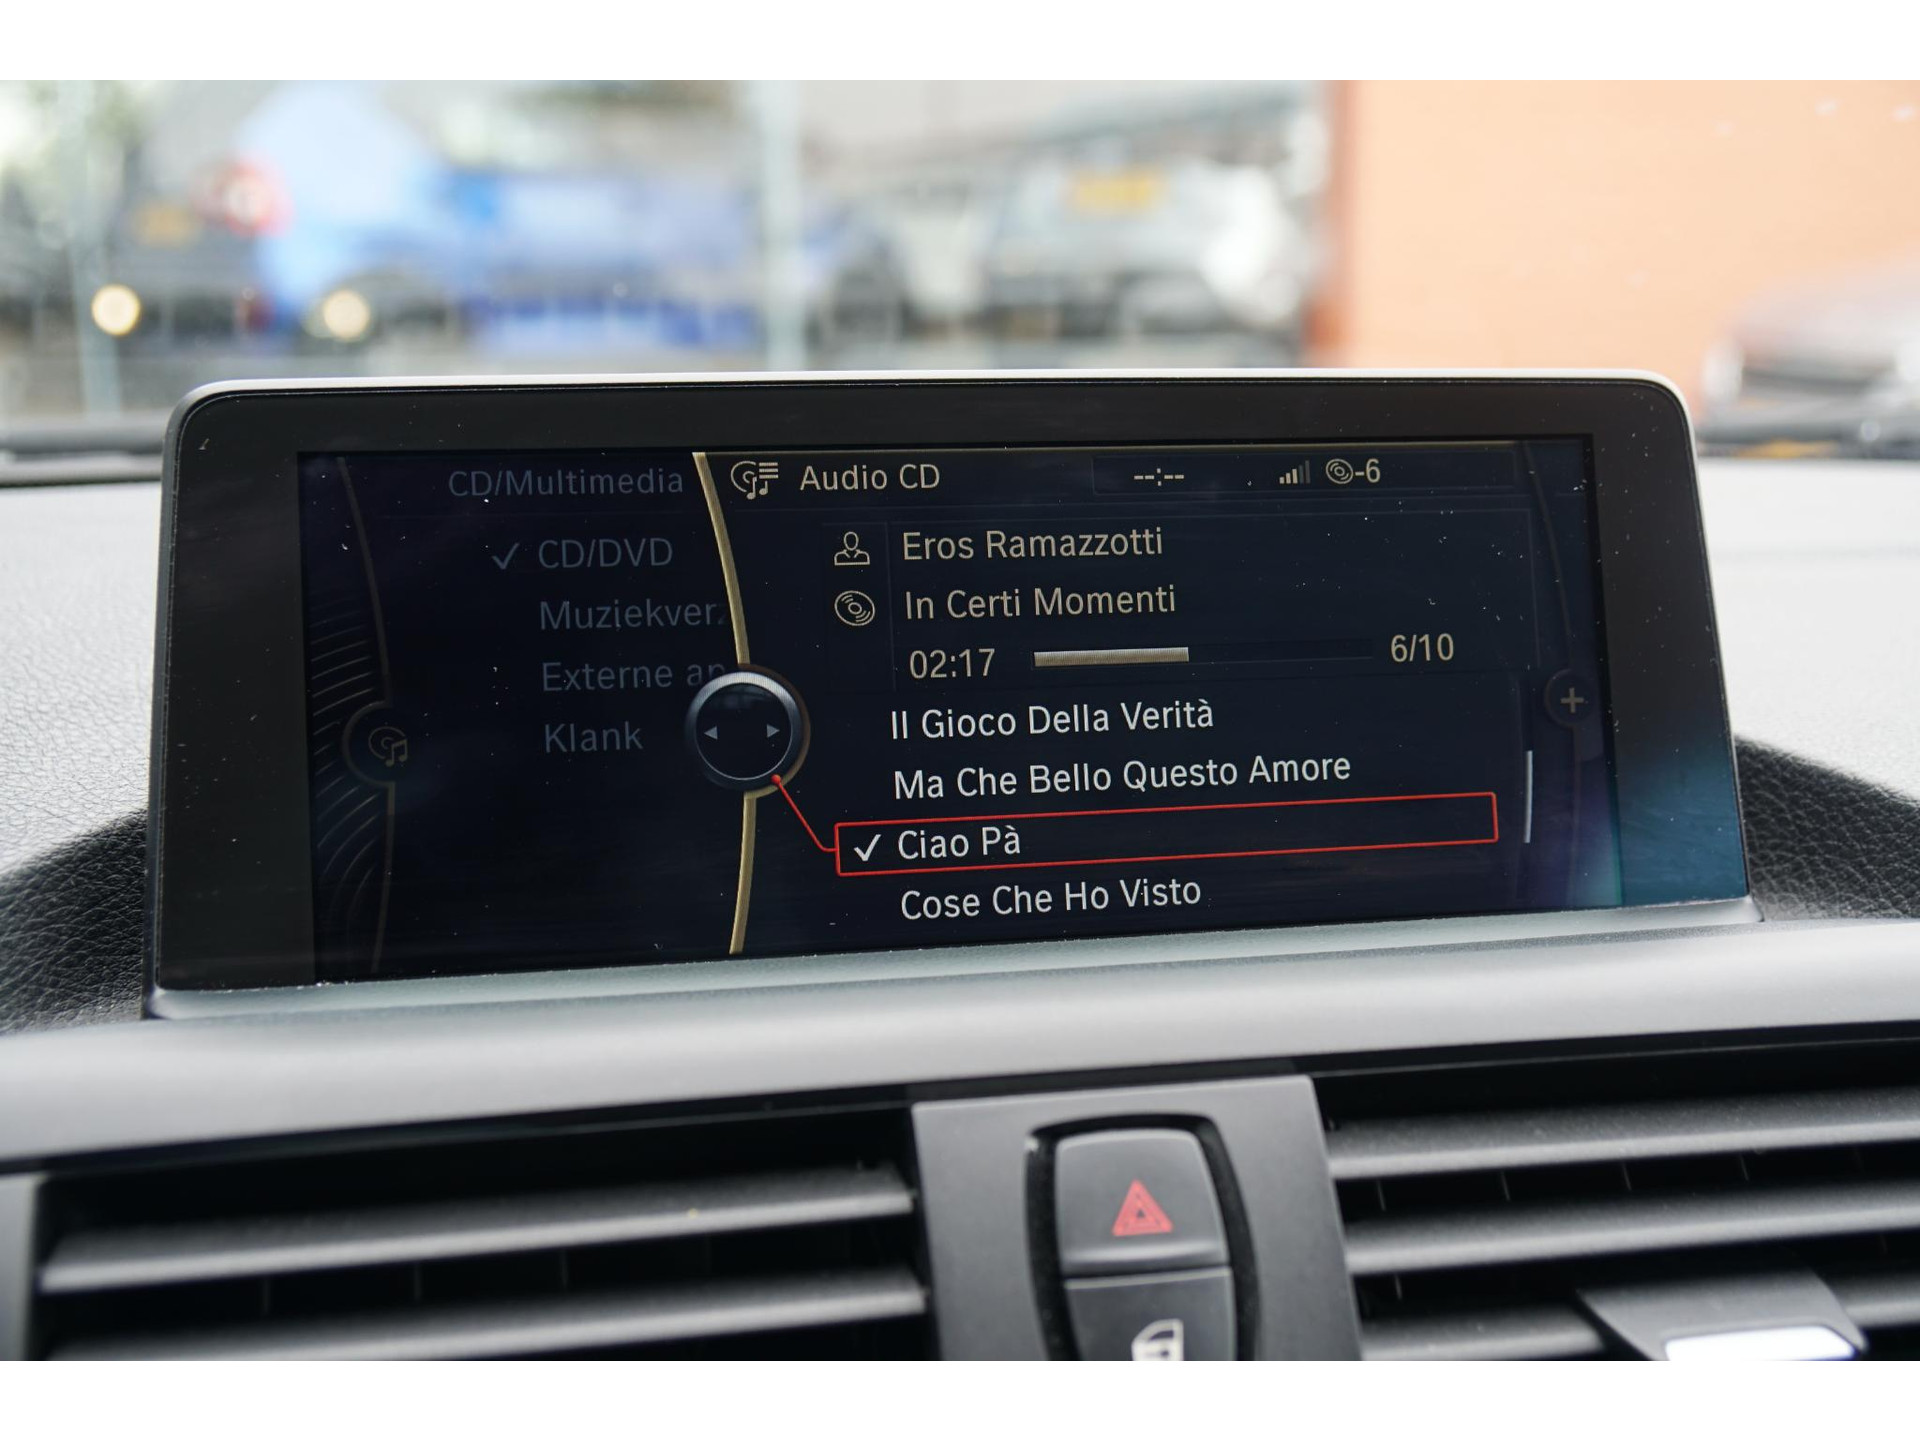 CD/Multimedia
✓ CD/DVD
Muziekver
Externe ap
Klank
Audio CD
--:-- -6
Eros Ramazzotti
In Certi Momenti
02:17 6/10
Il Gioco Della Verità
Ma Che Bello Questo Amore
✓ Ciao Pà
Cose Che Ho Visto